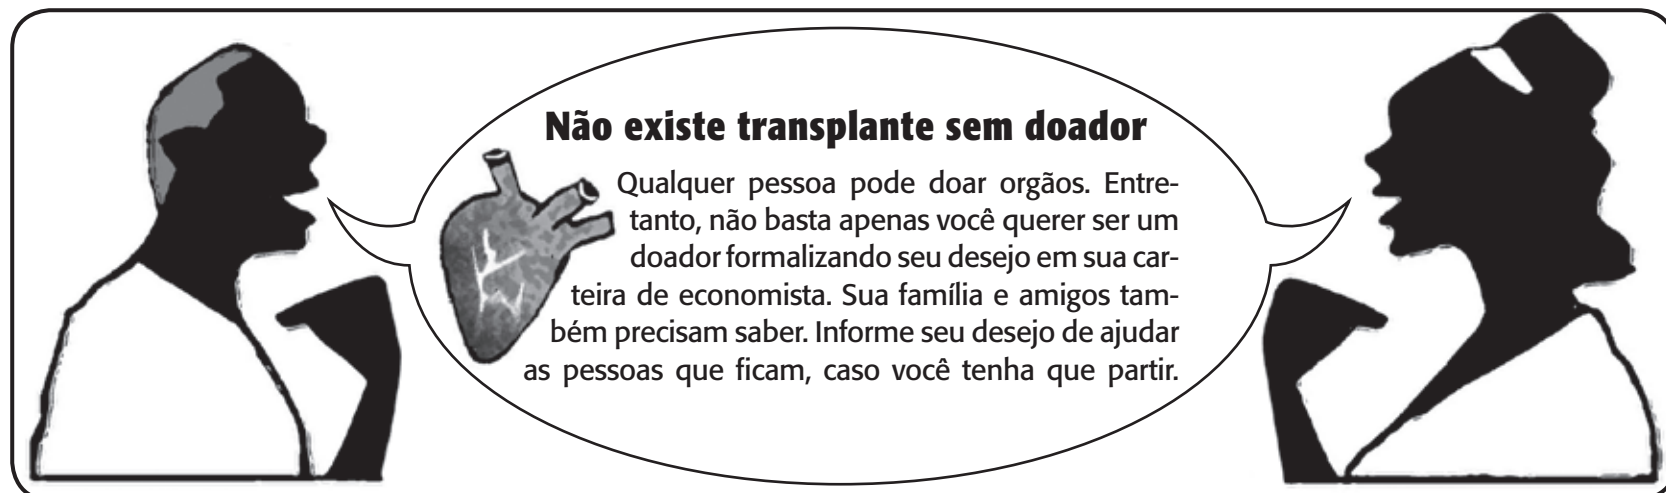 Não existe transplante sem doador
Qualquer pessoa pode doar orgãos. Entre-
tanto, não basta apenas você querer ser um
doador formalizando seu desejo em sua car-
teira de economista. Sua família e amigos tam-
bém precisam saber. Informe seu desejo de ajudar
as pessoas que ficam, caso você tenha que partir.